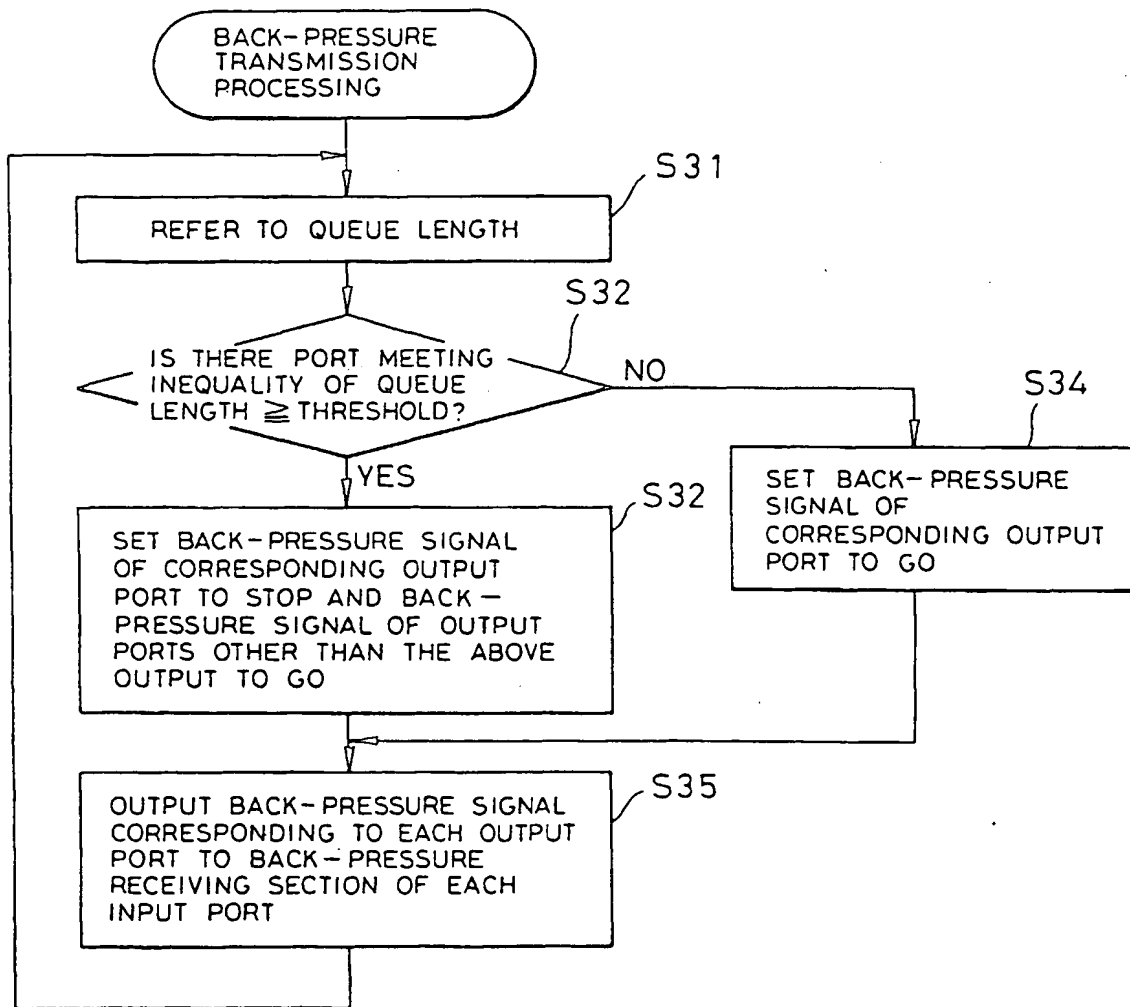 BACK-PRESSURE
TRANSMISSION
PROCESSING
S31
REFER TO QUEUE LENGTH
S32
IS THERE PORT MEETING
INEQUALITY OF QUEUE
LENGTH ≧ THRESHOLD?
NO
YES
S34
SET BACK-PRESSURE
SIGNAL OF
CORRESPONDING OUTPUT
PORT TO GO
S32
SET BACK-PRESSURE SIGNAL
OF CORRESPONDING OUTPUT
PORT TO STOP AND BACK-
PRESSURE SIGNAL OF OUTPUT
PORTS OTHER THAN THE ABOVE
OUTPUT TO GO
S35
OUTPUT BACK-PRESSURE SIGNAL
CORRESPONDING TO EACH OUTPUT
PORT TO BACK-PRESSURE
RECEIVING SECTION OF EACH
INPUT PORT